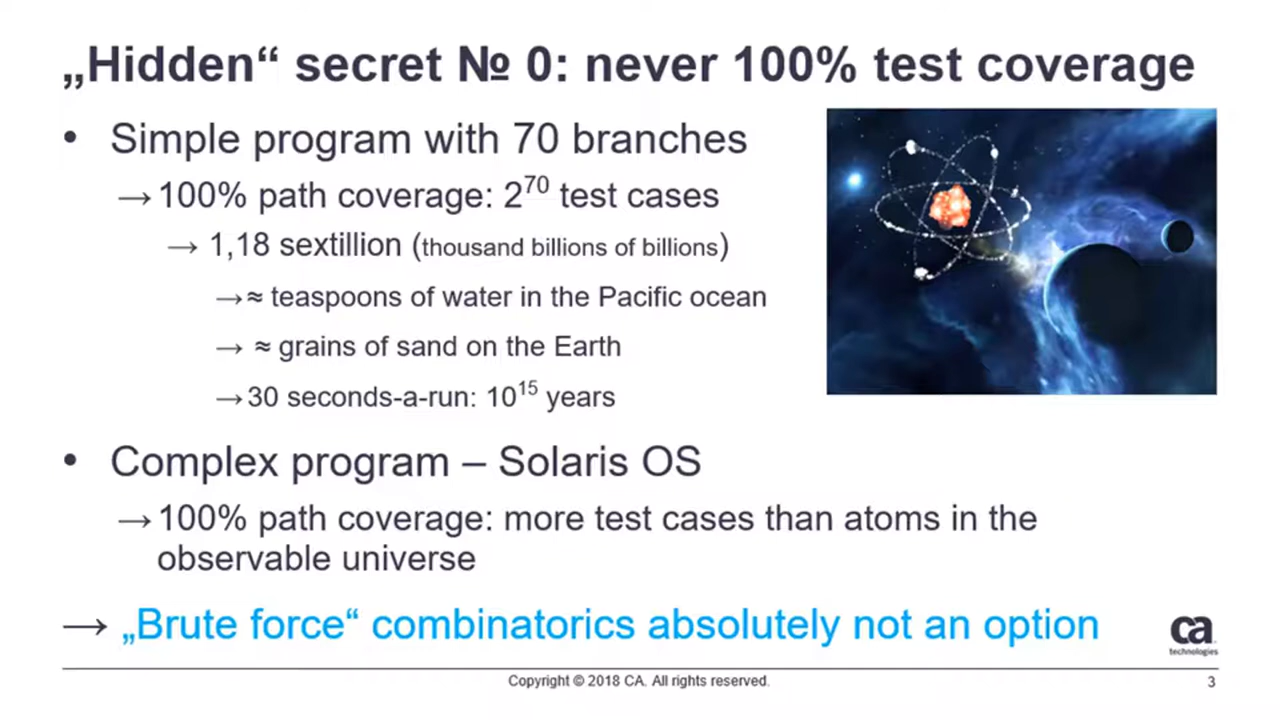 „Hidden“ secret № 0: never 100% test coverage
• Simple program with 70 branches
→ 100% path coverage: 2⁷⁰ test cases
→ 1,18 sextillion (thousand billions of billions)
→ ≈ teaspoons of water in the Pacific ocean
→ ≈ grains of sand on the Earth
→ 30 seconds-a-run: 10¹⁵ years
• Complex program – Solaris OS
→ 100% path coverage: more test cases than atoms in the
observable universe
→ „Brute force“ combinatorics absolutely not an option
ca
technologies
Copyright © 2018 CA. All rights reserved.
3